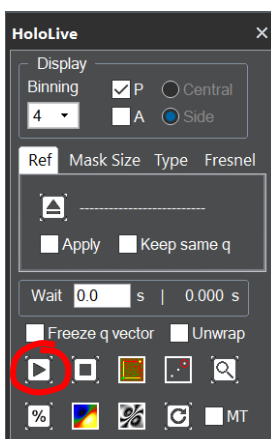 HoloLive ×
Display
Binning P Central
4 A Side
Ref Mask Size Type Fresnel
--------------------------
Apply Keep same q
Wait 0.0 s | 0.000 s
Freeze q vector Unwrap
% % C MT